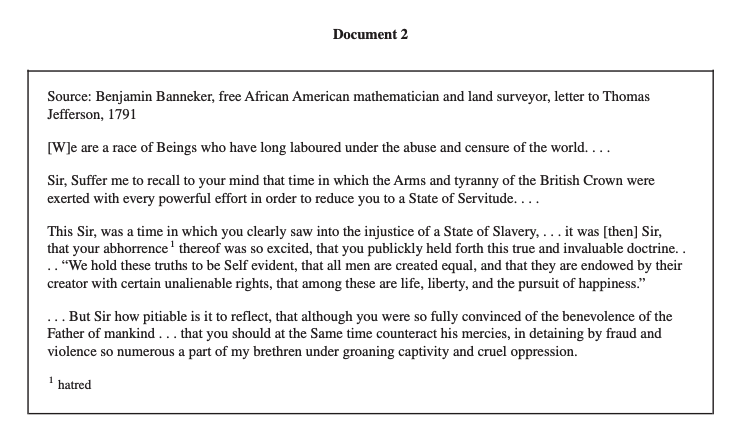 Document 2
Source: Benjamin Banneker, free African American mathematician and land surveyor, letter to Thomas
Jefferson, 1791
[W]e are a race of Beings who have long laboured under the abuse and censure of the world. . . .
Sir, Suffer me to recall to your mind that time in which the Arms and tyranny of the British Crown were
exerted with every powerful effort in order to reduce you to a State of Servitude. . . .
This Sir, was a time in which you clearly saw into the injustice of a State of Slavery, . . . it was [then] Sir,
that your abhorrence¹ thereof was so excited, that you publickly held forth this true and invaluable doctrine. .
. . “We hold these truths to be Self evident, that all men are created equal, and that they are endowed by their
creator with certain unalienable rights, that among these are life, liberty, and the pursuit of happiness.”
. . . But Sir how pitiable is it to reflect, that although you were so fully convinced of the benevolence of the
Father of mankind . . . that you should at the Same time counteract his mercies, in detaining by fraud and
violence so numerous a part of my brethren under groaning captivity and cruel oppression.
¹ hatred